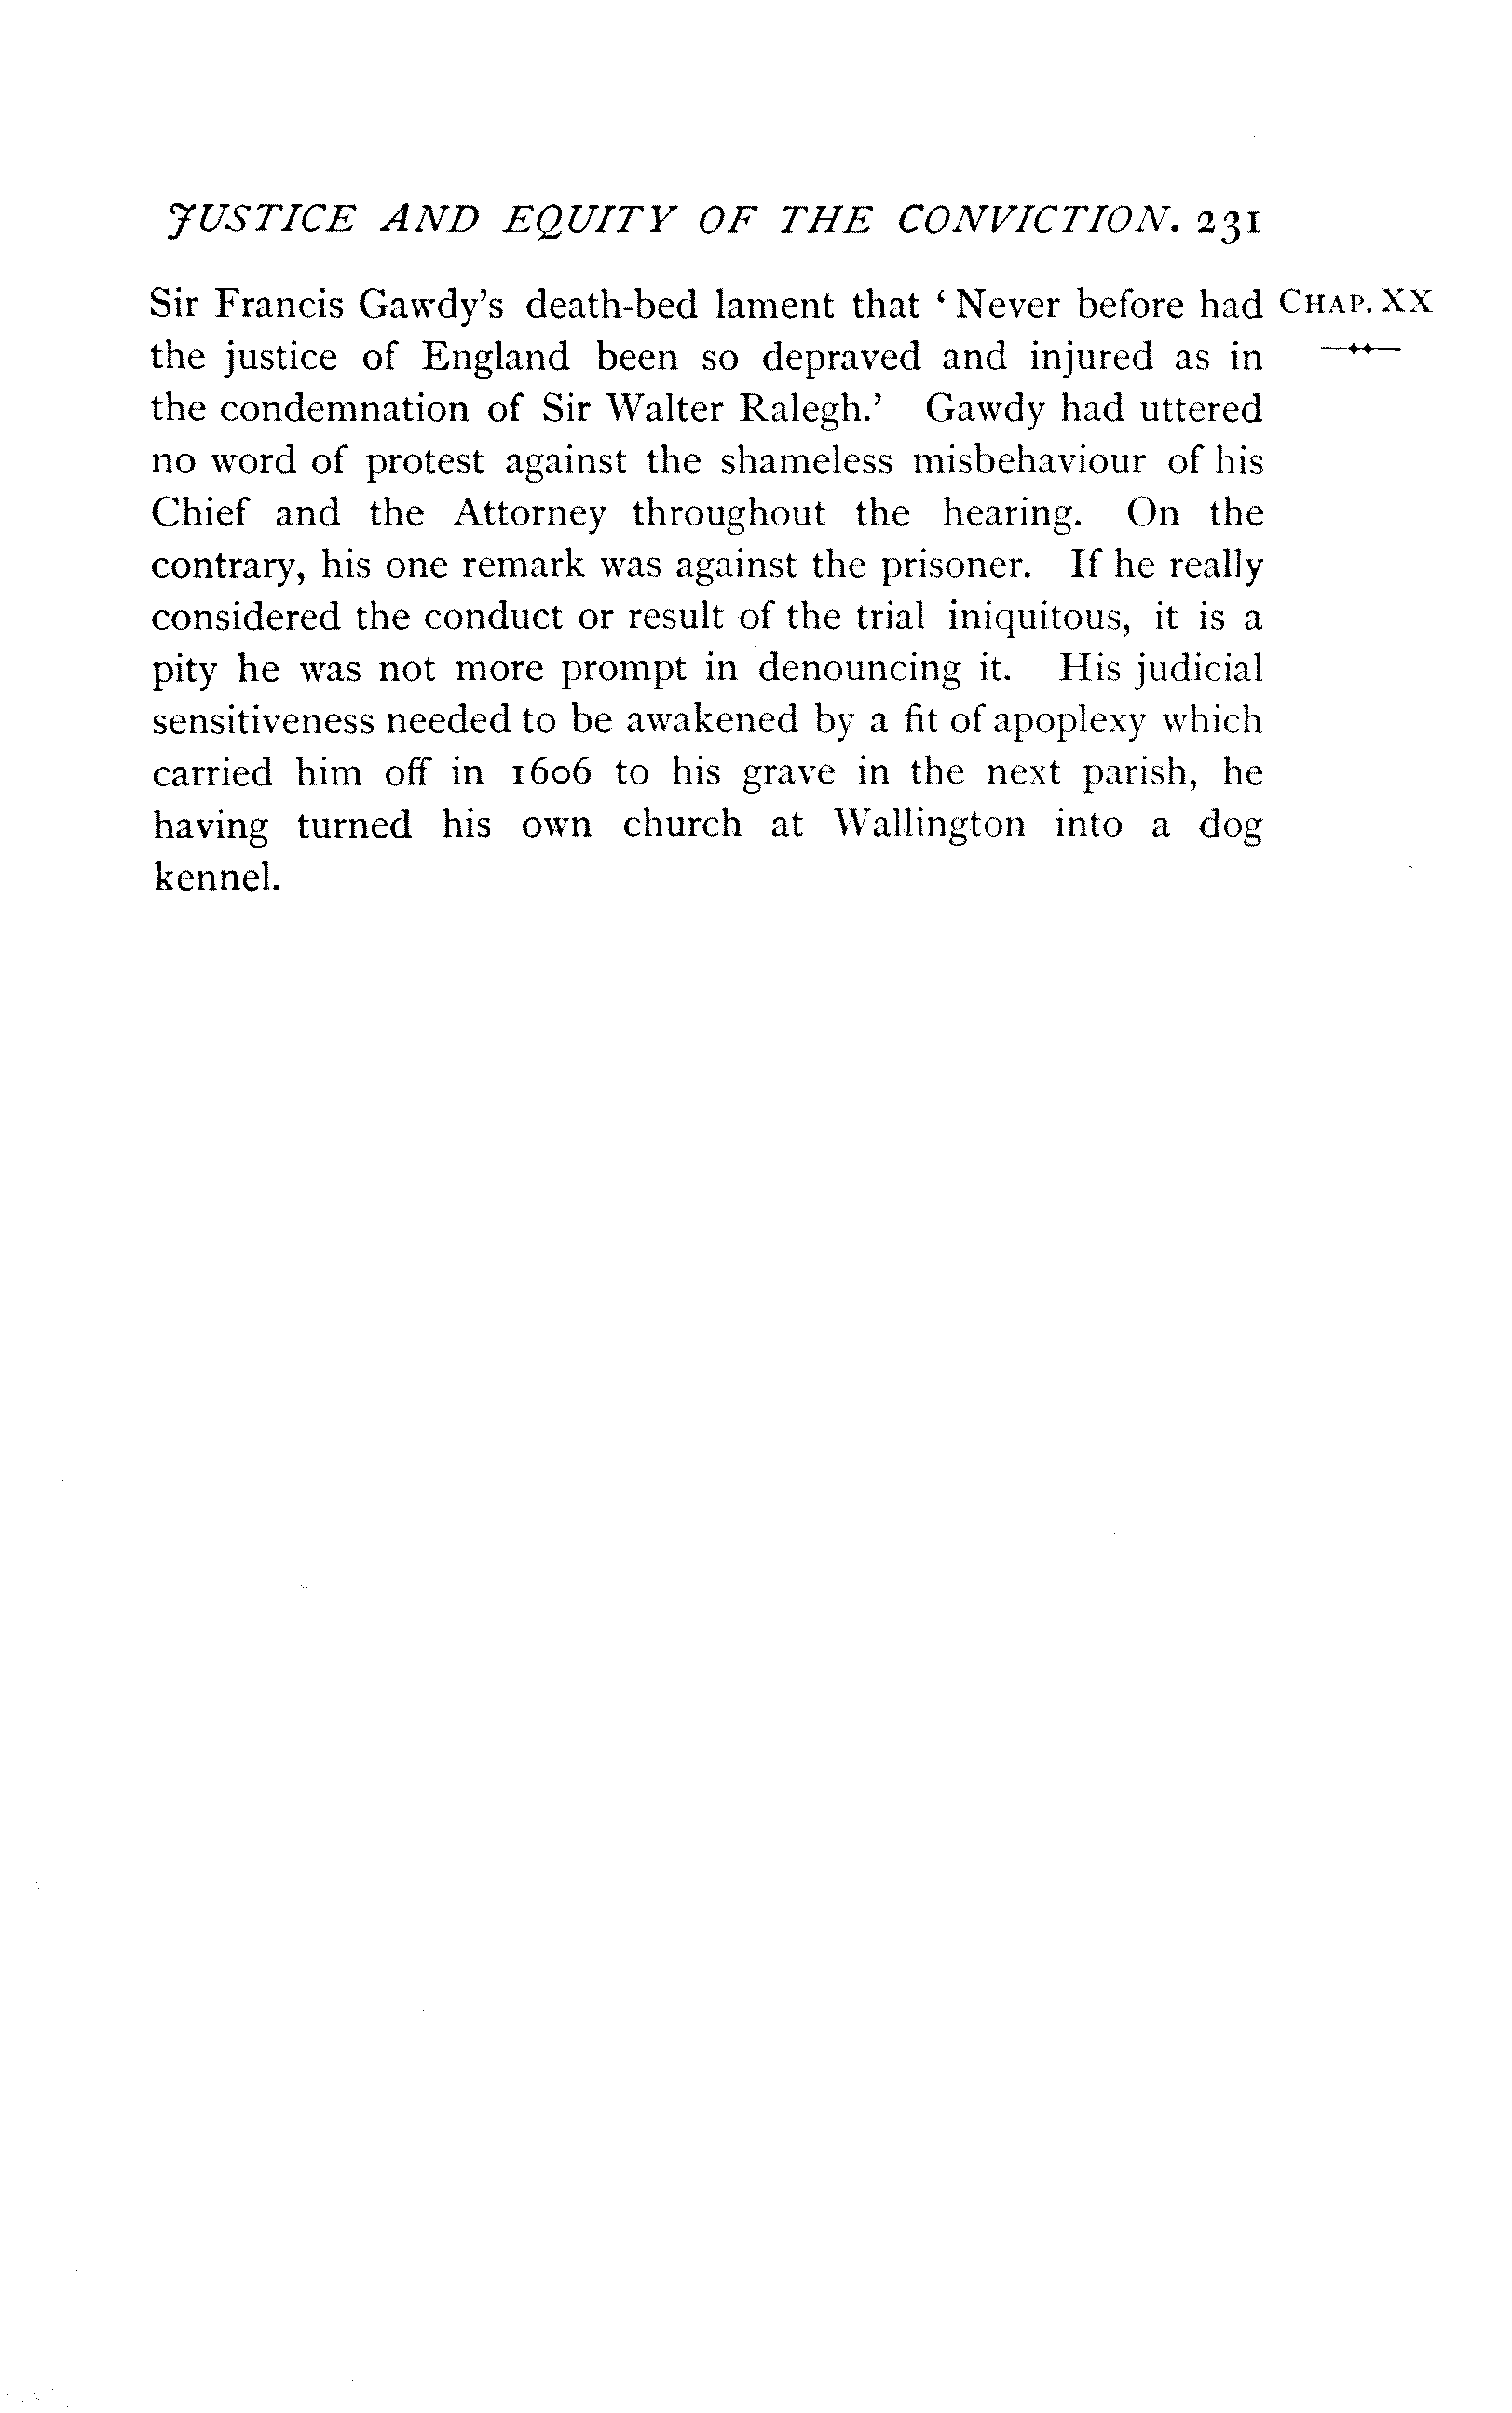 JUSTICE AND EQUITY OF THE CONVICTION. 231
Sir Francis Gawdy's death-bed lament that ‘Never before had CHAP. XX
the justice of England been so depraved and injured as in
the condemnation of Sir Walter Ralegh.’ Gawdy had uttered
no word of protest against the shameless misbehaviour of his
Chief and the Attorney throughout the hearing. On the
contrary, his one remark was against the prisoner. If he really
considered the conduct or result of the trial iniquitous, it is a
pity he was not more prompt in denouncing it. His judicial
sensitiveness needed to be awakened by a fit of apoplexy which
carried him off in 1606 to his grave in the next parish, he
having turned his own church at Wallington into a dog
kennel.